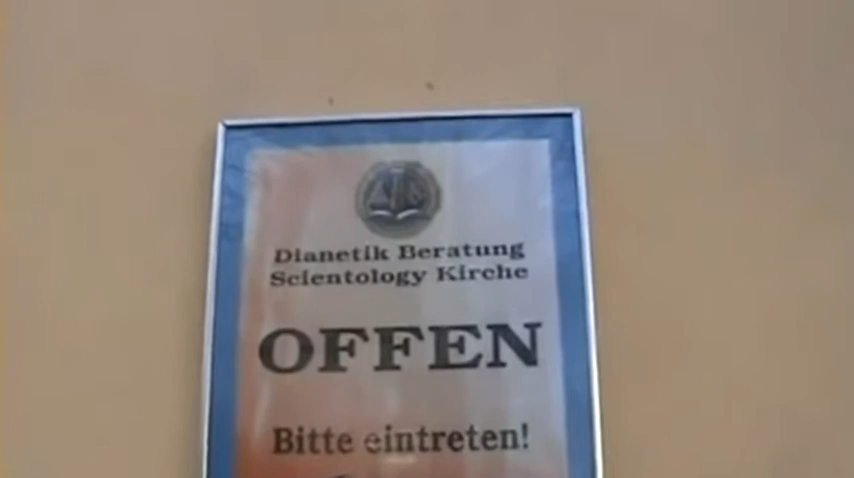 Dianetik Beratung
Scientology Kirche
OFFEN
Bitte eintreten!